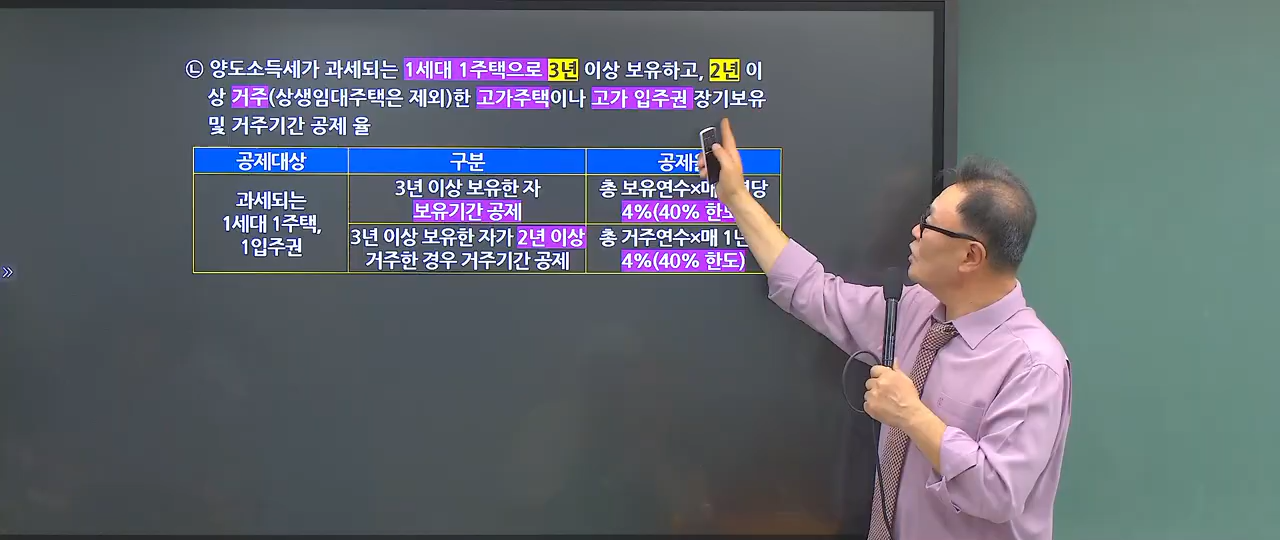 ㉡ 양도소득세가 과세되는 1세대 1주택으로 3년 이상 보유하고, 2년 이
상 거주(상생임대주택은 제외)한 고가주택이나 고가 입주권 장기보유
및 거주기간 공제 율
공제대상 구분 공제율
과세되는
1세대 1주택,
1입주권
3년 이상 보유한 자
보유기간 공제
총 보유연수×매 당
4%(40% 한도
3년 이상 보유한 자가 2년 이상
거주한 경우 거주기간 공제
총 거주연수×매 1년
4%(40% 한도)
»